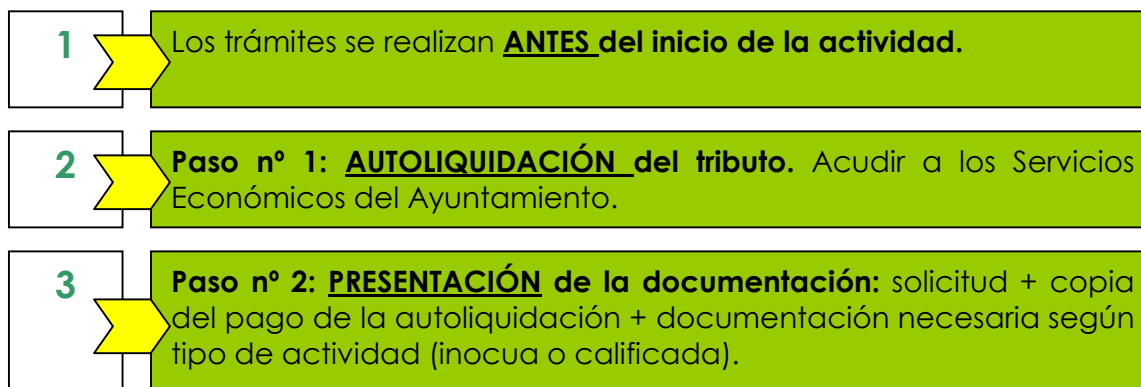 1
Los trámites se realizan ANTES del inicio de la actividad.
2
Paso nº 1: AUTOLIQUIDACIÓN del tributo. Acudir a los Servicios
Económicos del Ayuntamiento.
3
Paso nº 2: PRESENTACIÓN de la documentación: solicitud + copia
del pago de la autoliquidación + documentación necesaria según
tipo de actividad (inocua o calificada).